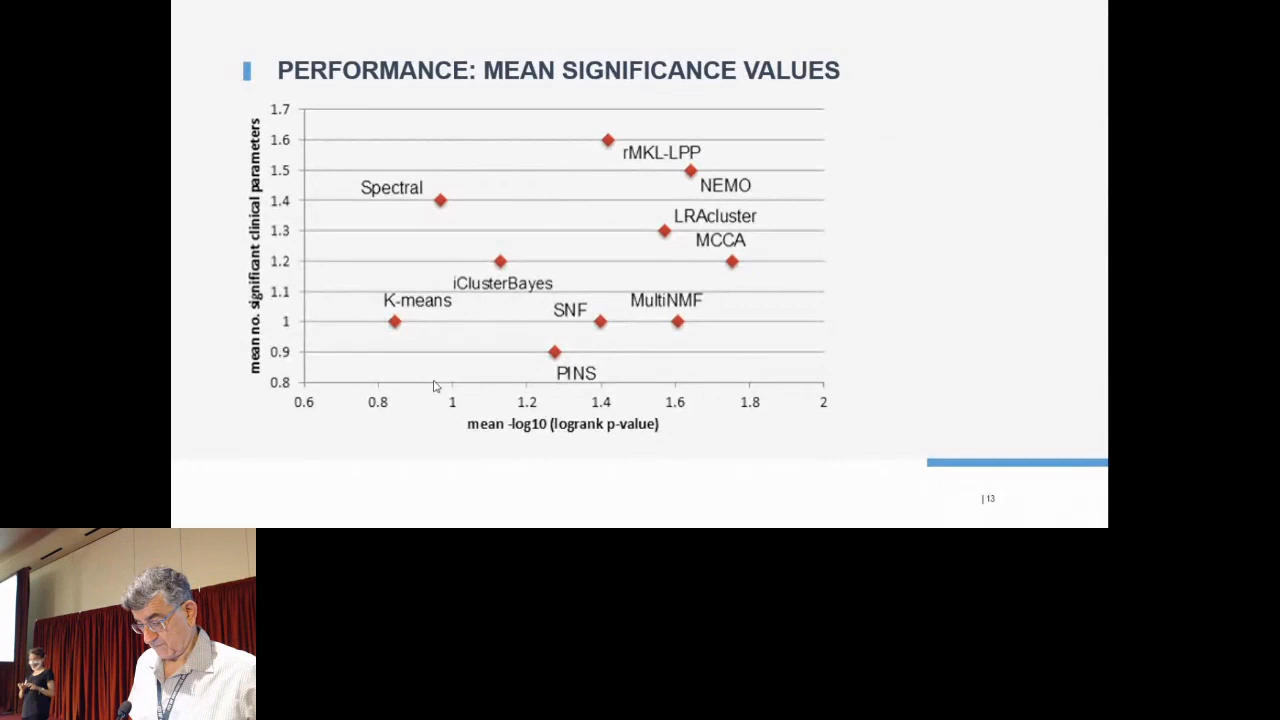 PERFORMANCE: MEAN SIGNIFICANCE VALUES
mean no. significant clinical parameters
1.7
1.6
1.5
1.4
1.3
1.2
1.1
1
0.9
0.8
rMKL-LPP
NEMO
Spectral
LRAcluster
MCCA
iClusterBayes
K-means
SNF
MultiNMF
PINS
0.6 0.8 1 1.2 1.4 1.6 1.8 2
mean -log10 (logrank p-value)
| 13